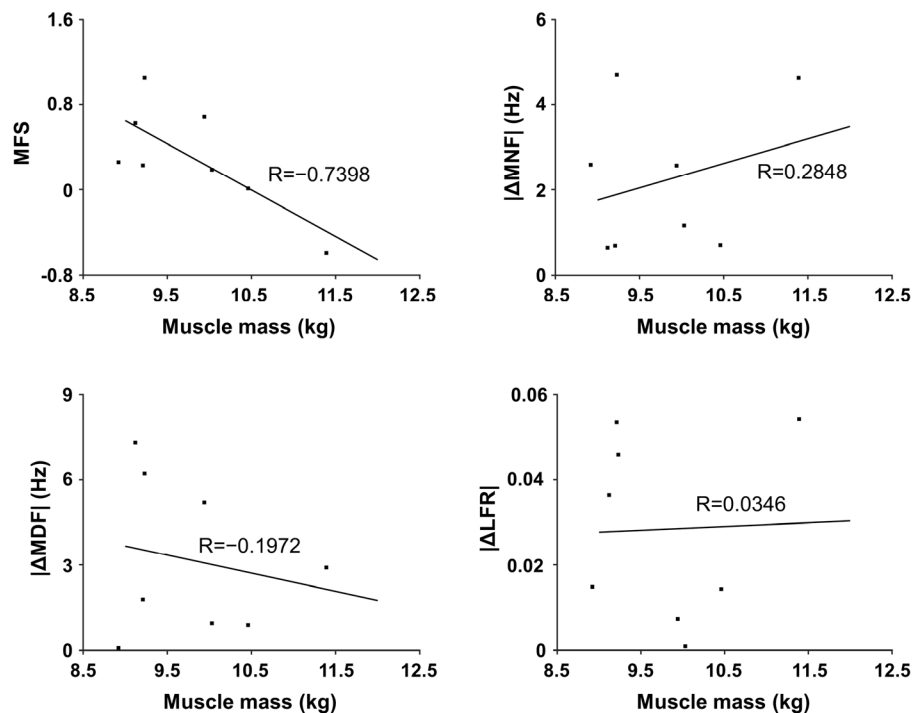 1.6
0.8
0
-0.8
MFS
R=−0.7398
8.5 9.5 10.5 11.5 12.5
Muscle mass (kg)
6
4
2
0
|ΔMNF| (Hz)
R=0.2848
8.5 9.5 10.5 11.5 12.5
Muscle mass (kg)
9
6
3
0
|ΔMDF| (Hz)
R=−0.1972
8.5 9.5 10.5 11.5 12.5
Muscle mass (kg)
0.06
0.04
0.02
0
|ΔLFR|
R=0.0346
8.5 9.5 10.5 11.5 12.5
Muscle mass (kg)